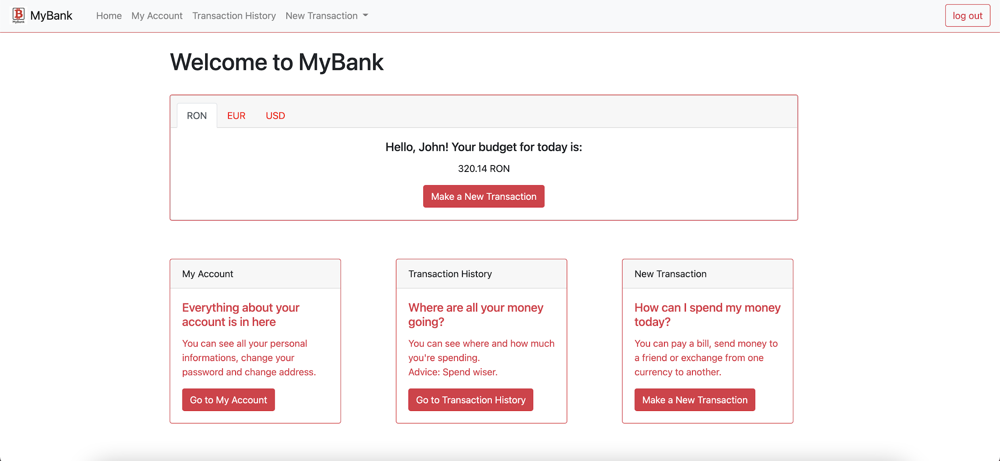 MyBank
MyBank
Home
My Account
Transaction History
New Transaction
log out
Welcome to MyBank
RON
EUR
USD
Hello, John! Your budget for today is:
320.14 RON
Make a New Transaction
My Account
Everything about your
account is in here
You can see all your personal
informations, change your
password and change address.
Go to My Account
Transaction History
Where are all your money
going?
You can see where and how much
you're spending.
Advice: Spend wiser.
Go to Transaction History
New Transaction
How can I spend my money
today?
You can pay a bill, send money to
a friend or exchange from one
currency to another.
Make a New Transaction